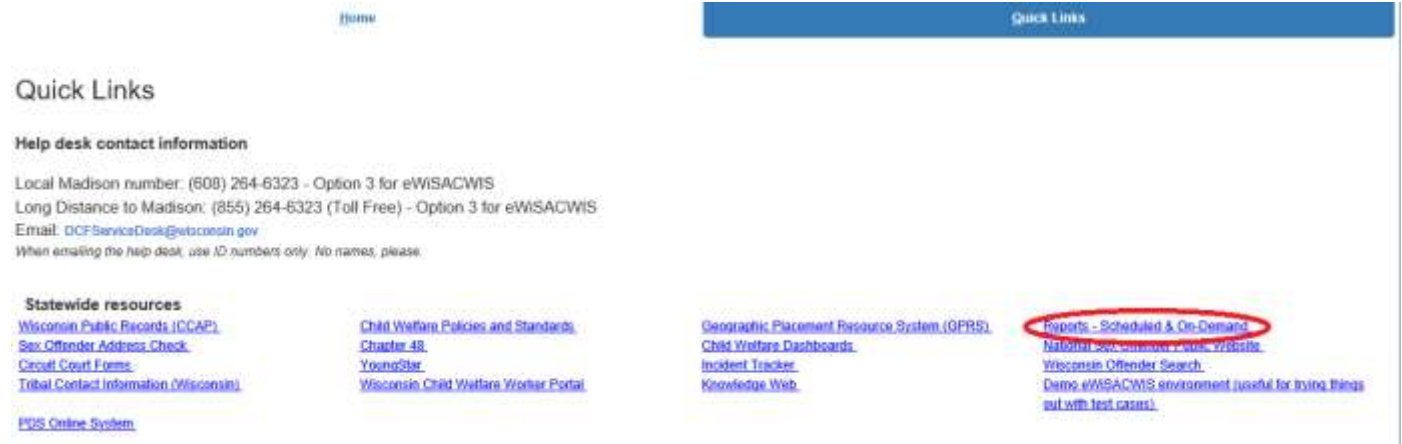 Home
Quick Links
Quick Links
Help desk contact information
Local Madison number: (608) 264-6323 - Option 3 for eWiSACWIS
Long Distance to Madison: (855) 264-6323 (Toll Free) - Option 3 for eWiSACWIS
Email: DCFServiceDesk@wisconsin.gov
When emailing the help desk, use ID numbers only. No names, please.
Statewide resources
Wisconsin Public Records (CCAP)
Sex Offender Address Check
Circuit Court Forms
Tribal Contact Information (Wisconsin)
PDS Online System
Child Welfare Policies and Standards
Chapter 48
YoungStar
Wisconsin Child Welfare Worker Portal
Geographic Placement Resource System (GPRS)
Child Welfare Dashboards
Incident Tracker
Knowledge Web
Reports - Scheduled & On-Demand
National Sex Offender Public Website
Wisconsin Offender Search
Demo eWiSACWIS environment (useful for trying things
out with test cases)